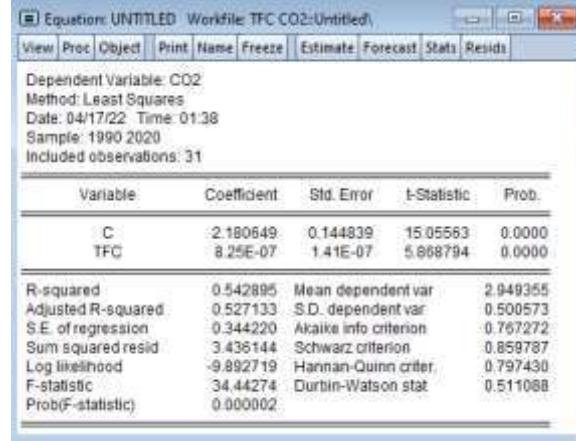 Equation: UNTITLED Workfile: TFC CO2::Untitled\
View Proc Object Print Name Freeze Estimate Forecast Stats Resids
Dependent Variable: CO2
Method: Least Squares
Date: 04/17/22 Time: 01:38
Sample: 1990 2020
Included observations: 31
Variable Coefficient Std. Error t-Statistic Prob.
C 2.180649 0.144839 15.05563 0.0000
TFC 8.25E-07 1.41E-07 5.868794 0.0000
R-squared 0.542895 Mean dependent var 2.949355
Adjusted R-squared 0.527133 S.D. dependent var 0.500573
S.E. of regression 0.344220 Akaike info criterion 0.767272
Sum squared resid 3.436144 Schwarz criterion 0.859787
Log likelihood -9.892719 Hannan-Quinn criter. 0.797430
F-statistic 34.44274 Durbin-Watson stat 0.511088
Prob(F-statistic) 0.000002